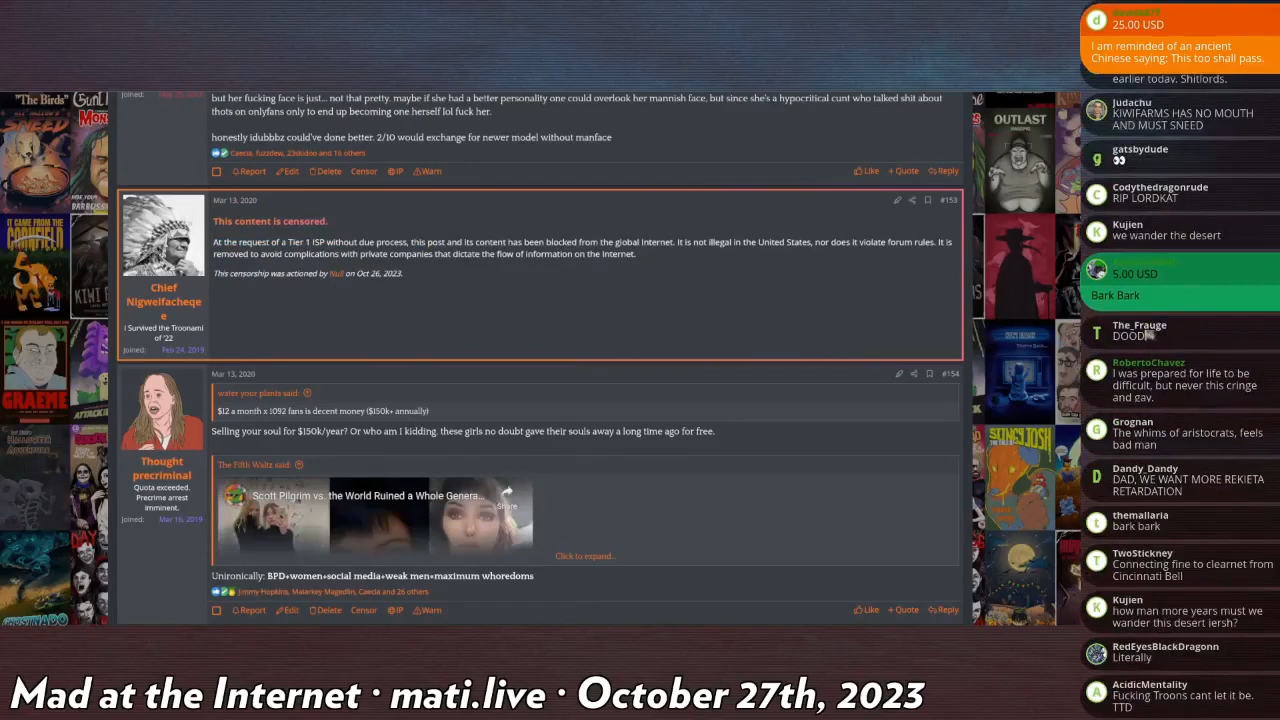 but her fucking face is just... not that pretty. maybe if she had a better personality one could overlook her mannish face, but since she's a hypocritical cunt who talked shit about
thots on onlyfans only to end up becoming one herself lol fuck her.
honestly idubbbz could've done better. 2/10 would exchange for newer model without manface
Caecia, fuzzdew, 23skidoo and 16 others
Report Edit Delete Censor IP Warn
Like + Quote Reply
Mar 13, 2020
#153
This content is censored.
At the request of a Tier 1 ISP without due process, this post and its content has been blocked from the global Internet. It is not illegal in the United States, nor does it violate forum rules. It is
removed to avoid complications with private companies that dictate the flow of information on the Internet.
This censorship was actioned by Null on Oct 26, 2023.
Chief
Nigwelfacheqe
e
I Survived the Troonami
of '22
Joined: Feb 24, 2019
Mar 13, 2020
#154
water your plants said:
$12 a month x 1092 fans is decent money ($150k+ annually)
Selling your soul for $150k/year? Or who am I kidding, these girls no doubt gave their souls away a long time ago for free.
Thought
precriminal
Quota exceeded.
Precrime arrest
imminent.
Joined: Mar 16, 2019
The Fifth Waltz said:
Scott Pilgrim vs. the World Ruined a Whole Genera...
Share
Click to expand...
Unironically: BPD+women+social media+weak men=maximum whoredoms
Jimmy Hopkins, Malarkey Magedlin, Caecia and 26 others
Report Edit Delete Censor IP Warn
Like + Quote Reply
"The Birds"
SNEED
IT CAME FROM THE
CORNFIELD
GRAEME
OUTLAST
STINGY JOSH
25.00 USD
I am reminded of an ancient
Chinese saying: This too shall pass.
earlier today. Shitlords.
Judachu
KIWIFARMS HAS NO MOUTH
AND MUST SNEED
gatsbydude
👀
Codythedragonrude
RIP LORDKAT
Kujien
we wander the desert
5.00 USD
Bark Bark
The_Frauge
DOOD
RobertoChavez
I was prepared for life to be
difficult, but never this cringe
and gay.
Grognan
The whims of aristocrats, feels
bad man
Dandy_Dandy
DAD, WE WANT MORE REKIETA
RETARDATION
themallaria
bark bark
TwoStickney
Connecting fine to clearnet from
Cincinnati Bell
Kujien
how man more years must we
wander this desert jersh?
RedEyesBlackDragonn
Literally
AcidicMentality
Fucking Troons cant let it be.
TTD
Mad at the Internet · mati.live · October 27th, 2023